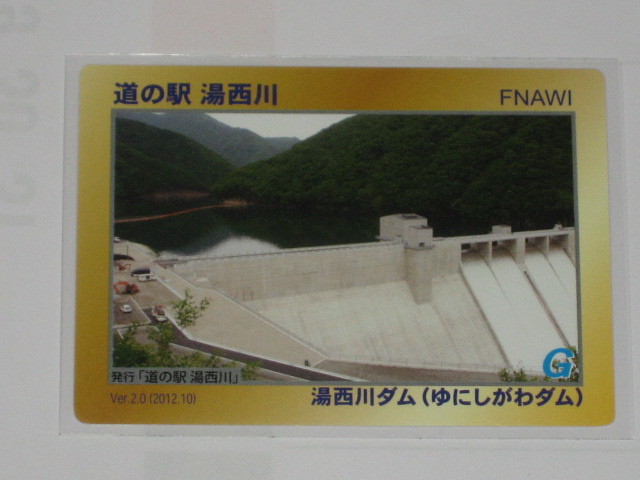 道の駅 湯西川
FNAWI
G
発行「道の駅 湯西川」
Ver.2.0 (2012.10)
湯西川ダム(ゆにしがわダム)